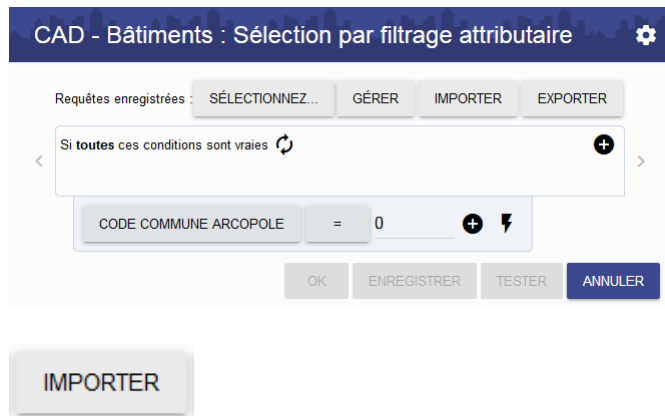 CAD - Bâtiments : Sélection par filtrage attributaire
Requêtes enregistrées : SÉLECTIONNEZ... GÉRER IMPORTER EXPORTER
Si toutes ces conditions sont vraies
CODE COMMUNE ARCOPOLE = 0
OK ENREGISTRER TESTER ANNULER
IMPORTER